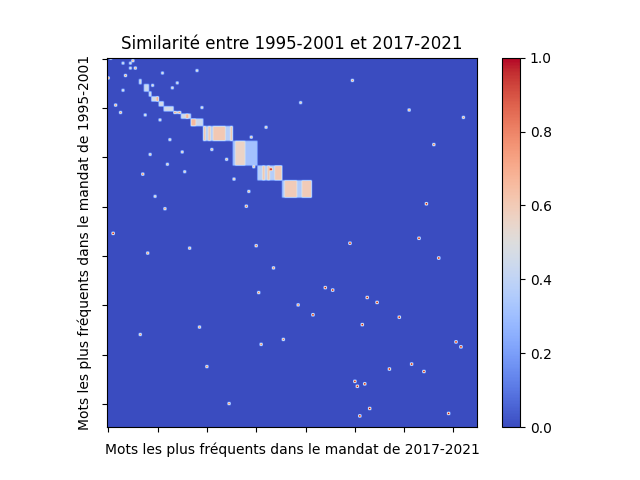 Similarité entre 1995-2001 et 2017-2021
Mots les plus fréquents dans le mandat de 1995-2001
Mots les plus fréquents dans le mandat de 2017-2021
1.0
0.8
0.6
0.4
0.2
0.0